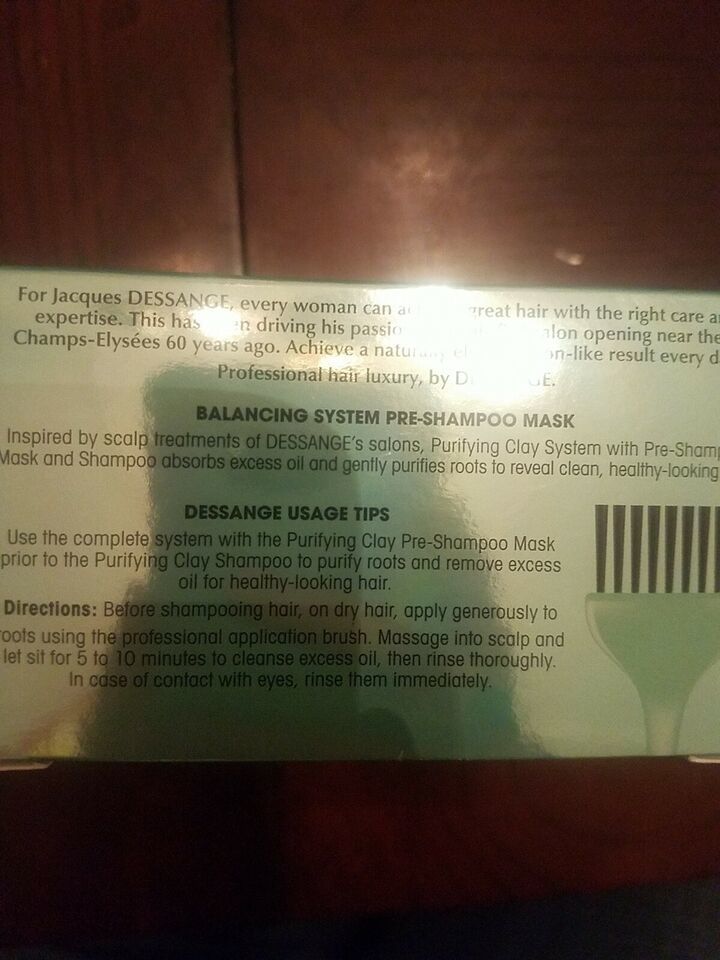 For Jacques DESSANGE, every woman can great hair with the right care
expertise. This has driving his opening near the
Champs-Elysées 60 years ago. Achieve a result every
Professional hair luxury, by
BALANCING SYSTEM PRE-SHAMPOO MASK
Inspired by scalp treatments of DESSANGE's salons, Purifying Clay System with
Mask and Shampoo absorbs excess oil and gently purifies roots to reveal clean, healthy-looking
DESSANGE USAGE TIPS
Use the complete system with the Purifying Clay Pre-Shampoo Mask
prior to the Purifying Clay Shampoo to purify roots and remove excess
oil for healthy-looking hair.
Directions: Before shampooing hair, on dry hair, apply generously to
roots using the professional application brush. Massage into scalp and
let sit for 5 to 10 minutes to cleanse excess oil, then rinse thoroughly.
In case of contact with eyes, rinse them immediately.